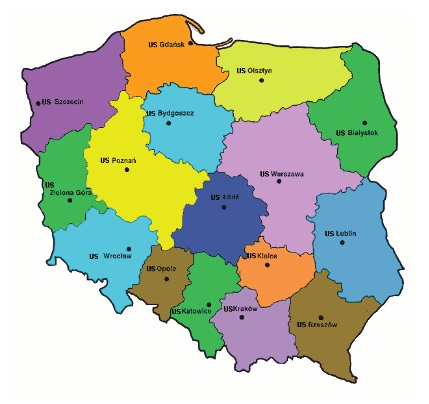 US Gdańsk
US Olsztyn
US Szczecin
US Bydgoszcz
US Białystok
US Poznań
US Warszawa
US
Zielona Góra
US Łódź
US Wrocław
US Lublin
US Opole
US Kielce
US Katowice
US Kraków
US Rzeszów